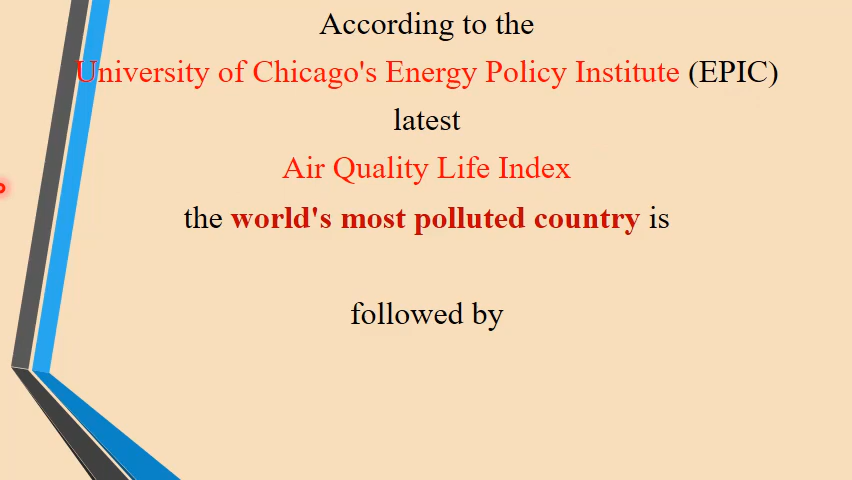 According to the
University of Chicago's Energy Policy Institute (EPIC)
latest
Air Quality Life Index
the world's most polluted country is
followed by